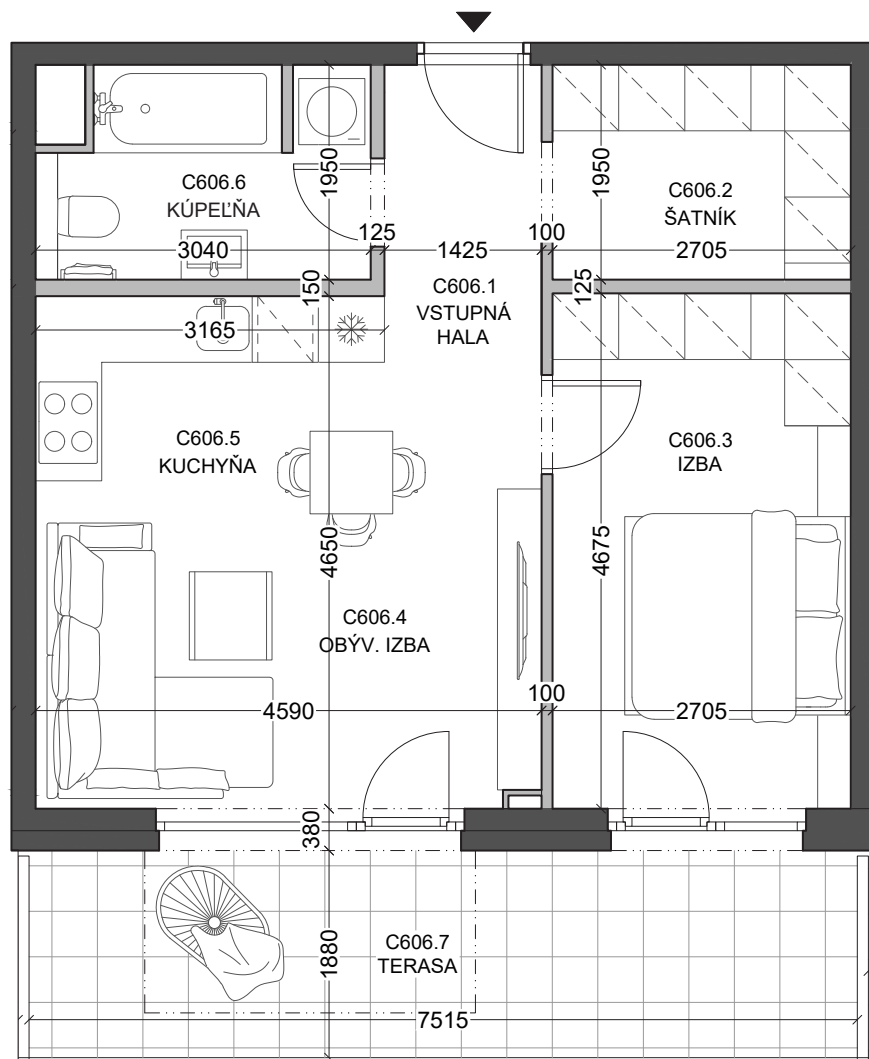 C606.6
KÚPEĽŇA
1950
3040
125
1425
100
C606.2
ŠATNÍK
1950
2705
C606.1
VSTUPNÁ
HALA
150
125
3165
C606.5
KUCHYŇA
C606.3
IZBA
4650
4675
C606.4
OBÝV. IZBA
4590
100
2705
380
C606.7
TERASA
1880
7515